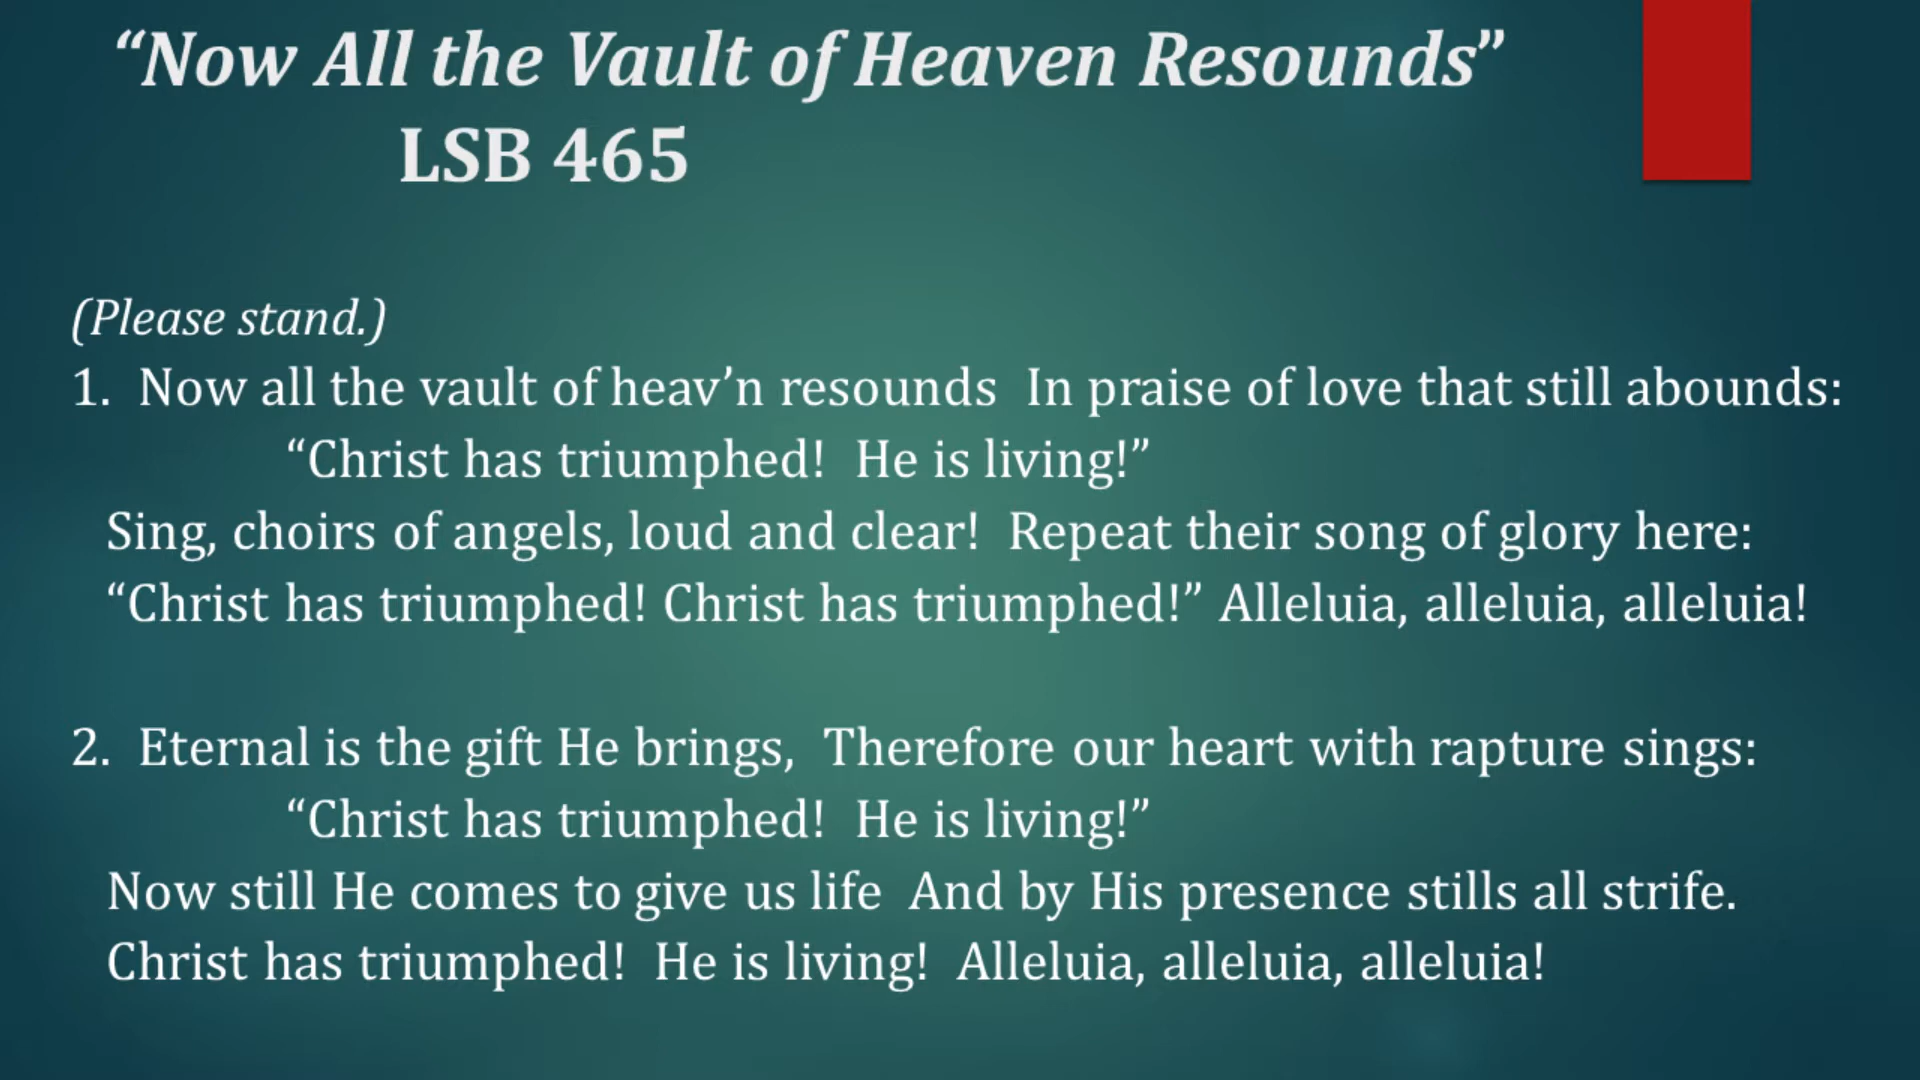 “Now All the Vault of Heaven Resounds”
LSB 465
(Please stand.)
1. Now all the vault of heav’n resounds In praise of love that still abounds:
“Christ has triumphed! He is living!”
Sing, choirs of angels, loud and clear! Repeat their song of glory here:
“Christ has triumphed! Christ has triumphed!” Alleluia, alleluia, alleluia!
2. Eternal is the gift He brings, Therefore our heart with rapture sings:
“Christ has triumphed! He is living!”
Now still He comes to give us life And by His presence stills all strife.
Christ has triumphed! He is living! Alleluia, alleluia, alleluia!